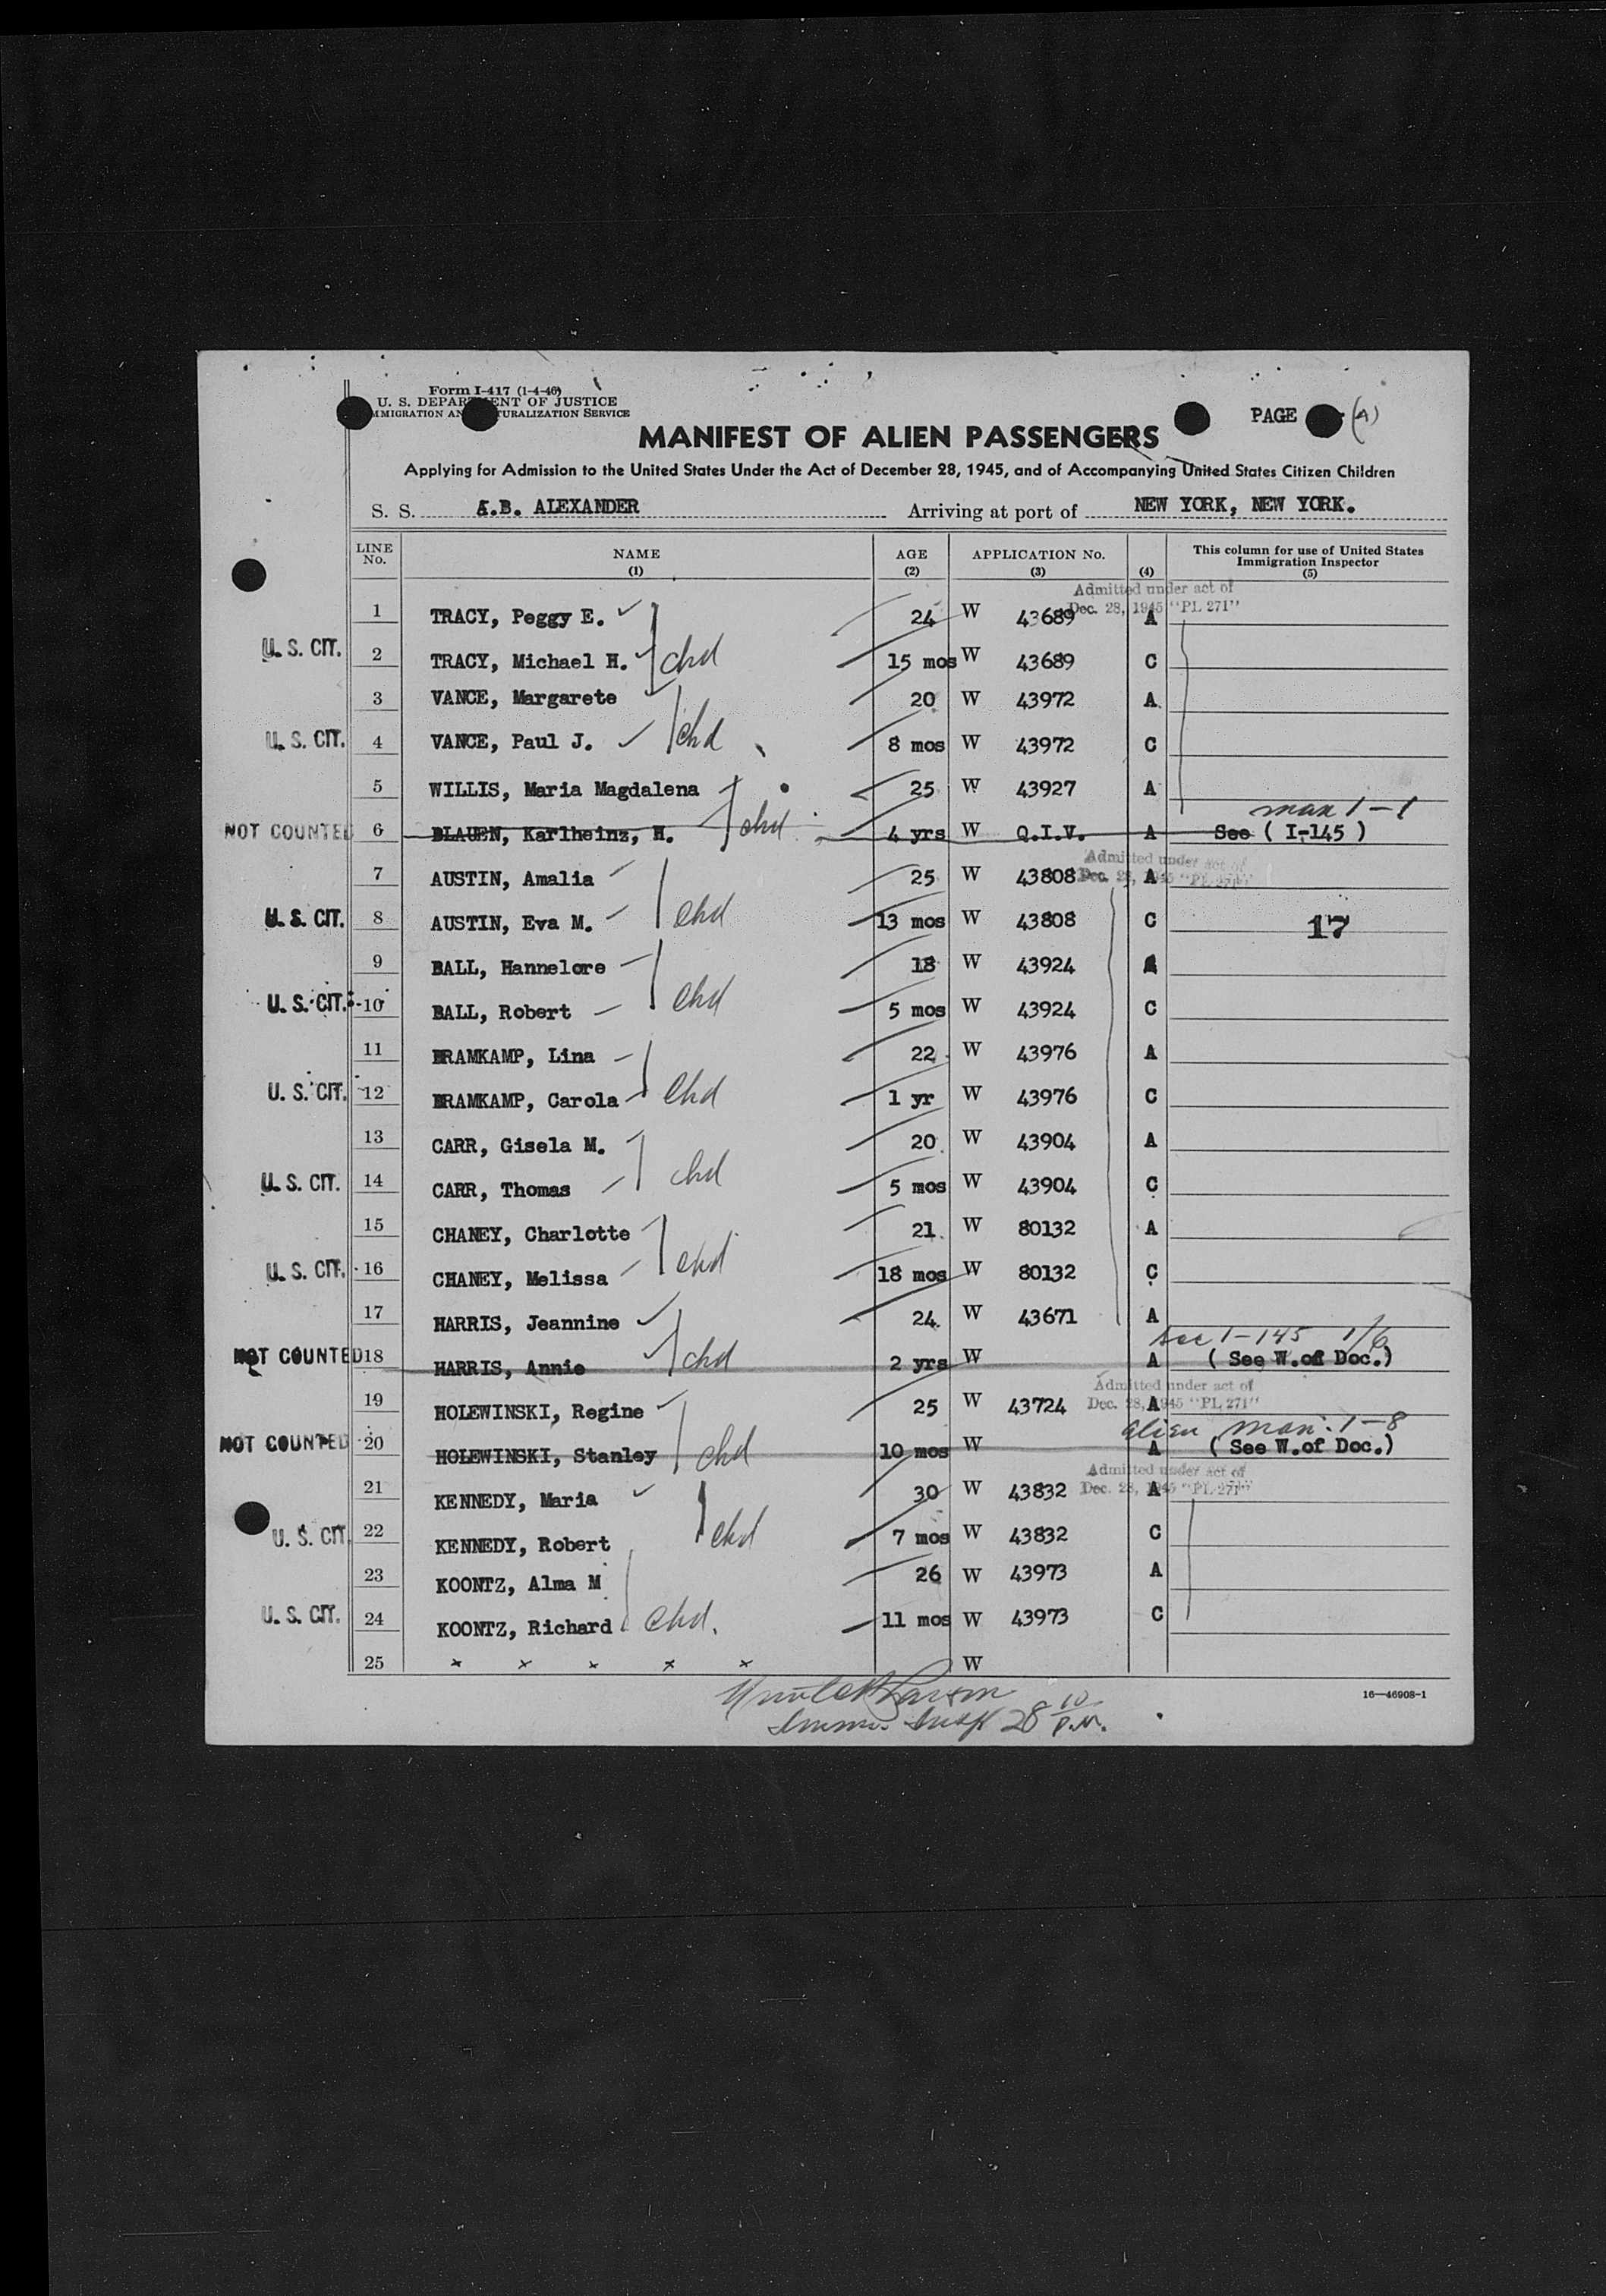 Form I-417 (1-4-46)
U. S. DEPARTMENT OF JUSTICE
IMMIGRATION AND NATURALIZATION SERVICE
PAGE (A)
MANIFEST OF ALIEN PASSENGERS
Applying for Admission to the United States Under the Act of December 28, 1945, and of Accompanying United States Citizen Children
S. S. A.B. ALEXANDER Arriving at port of NEW YORK, NEW YORK.
LINE No. NAME (1) AGE (2) APPLICATION No. (3) (4) This column for use of United States Immigration Inspector (5)
Admitted under act of
Dec. 28, 1945 "PL 271"
1 TRACY, Peggy E. 24 W 43689 A
U. S. CIT. 2 TRACY, Michael H. chd 15 mos W 43689 C
3 VANCE, Margarete 20 W 43972 A
U. S. CIT. 4 VANCE, Paul J. chd 8 mos W 43972 C
5 WILLIS, Maria Magdalena 25 W 43927 A
man 1-1
NOT COUNTED 6 BLAUEN, Karlheinz, H. chd 4 yrs W Q.I.V. A See ( I-145 )
Admitted under act of
Dec. 28, 1945 "PL 271"
7 AUSTIN, Amalia 25 W 43808 A
U. S. CIT. 8 AUSTIN, Eva M. chd 13 mos W 43808 C 17
9 BALL, Hannelore 18 W 43924 A
U. S. CIT. 10 BALL, Robert chd 5 mos W 43924 C
11 BRAMKAMP, Lina 22 W 43976 A
U. S. CIT. 12 BRAMKAMP, Carola chd 1 yr W 43976 C
13 CARR, Gisela M. 20 W 43904 A
U. S. CIT. 14 CARR, Thomas chd 5 mos W 43904 C
15 CHANEY, Charlotte 21 W 80132 A
U. S. CIT. 16 CHANEY, Melissa chd 18 mos W 80132 C
17 HARRIS, Jeannine 24 W 43671 A
see 1-145 1/6
NOT COUNTED 18 HARRIS, Annie chd 2 yrs W A ( See W.of Doc.)
Admitted under act of
Dec. 28, 1945 "PL 271"
19 HOLEWINSKI, Regine 25 W 43724 A
alien man. 1-8
NOT COUNTED 20 HOLEWINSKI, Stanley chd 10 mos W A ( See W.of Doc.)
Admitted under act of
Dec. 28, 1945 "PL 271"
21 KENNEDY, Maria 30 W 43832 A
U. S. CIT. 22 KENNEDY, Robert chd 7 mos W 43832 C
23 KOONTZ, Alma M 26 W 43973 A
U. S. CIT. 24 KOONTZ, Richard chd. 11 mos W 43973 C
25 x x x x x W
16—46908-1
Immi. Insp 28 10 P.M.